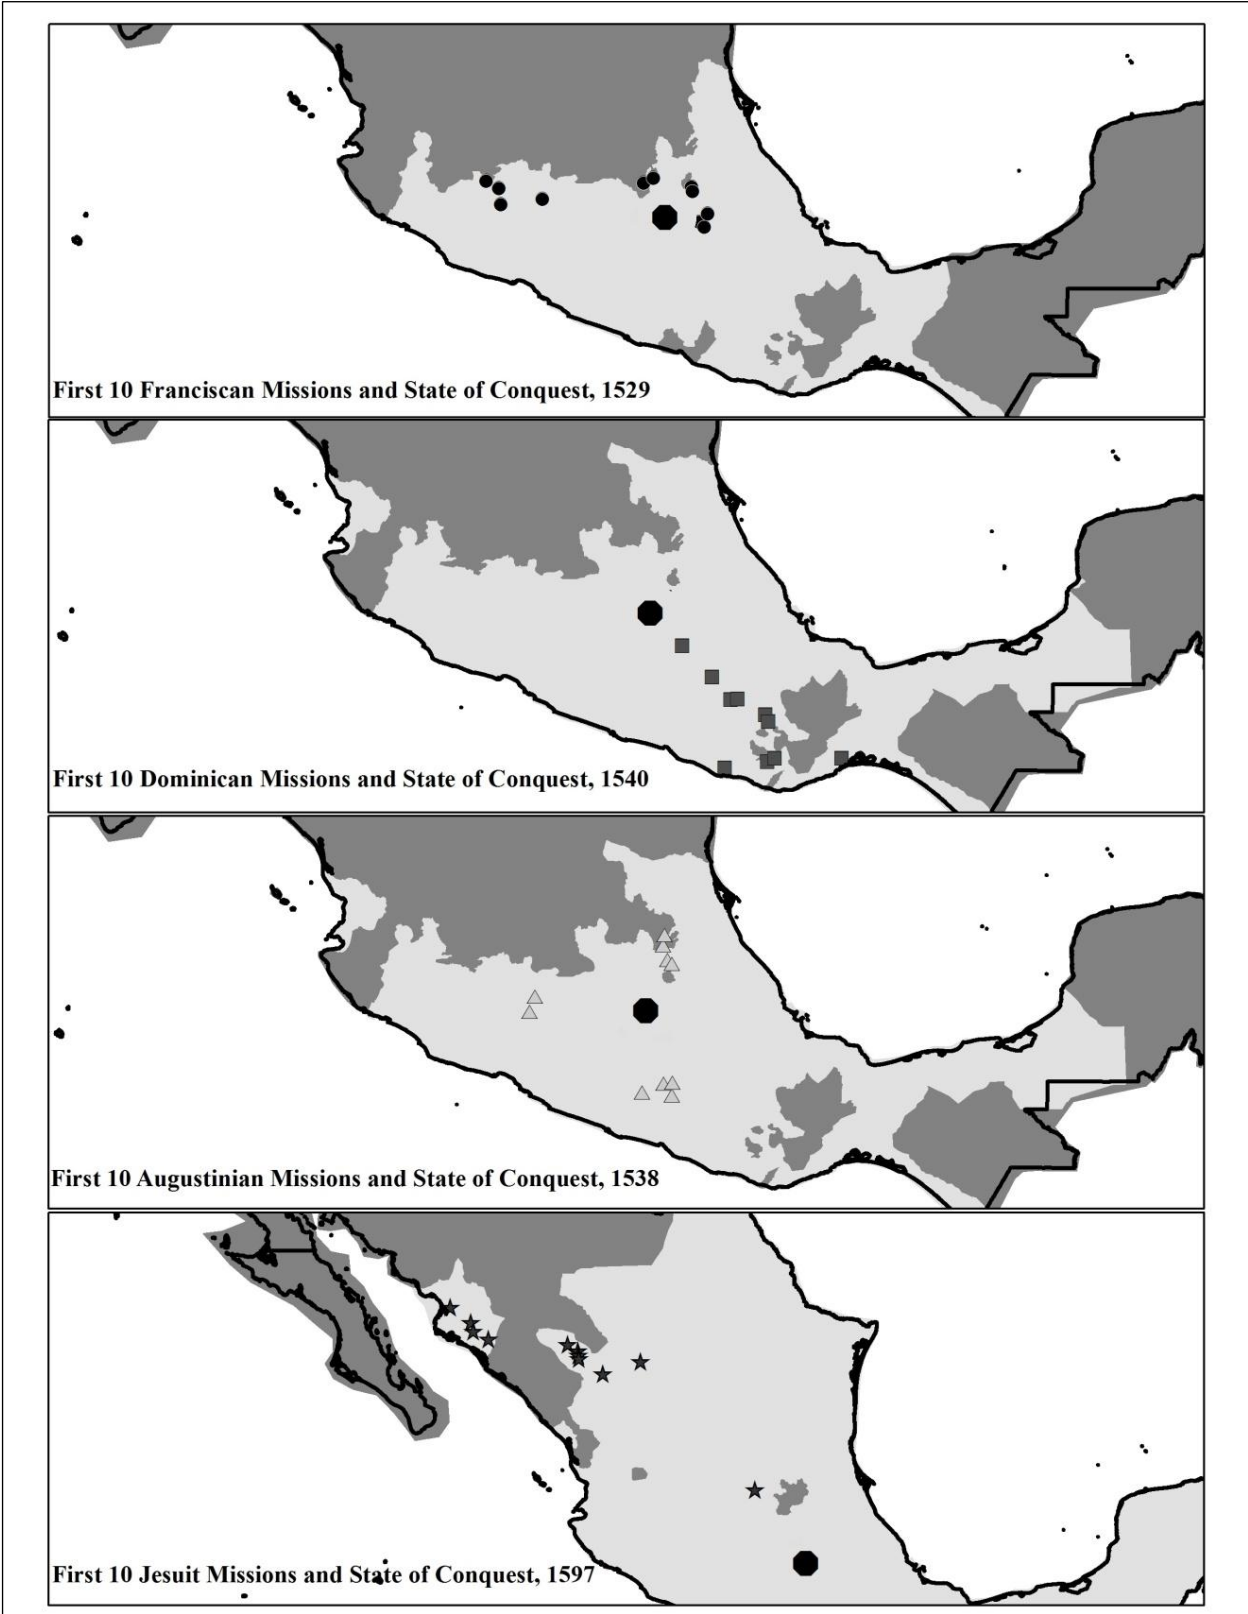 First 10 Franciscan Missions and State of Conquest, 1529
First 10 Dominican Missions and State of Conquest, 1540
First 10 Augustinian Missions and State of Conquest, 1538
First 10 Jesuit Missions and State of Conquest, 1597